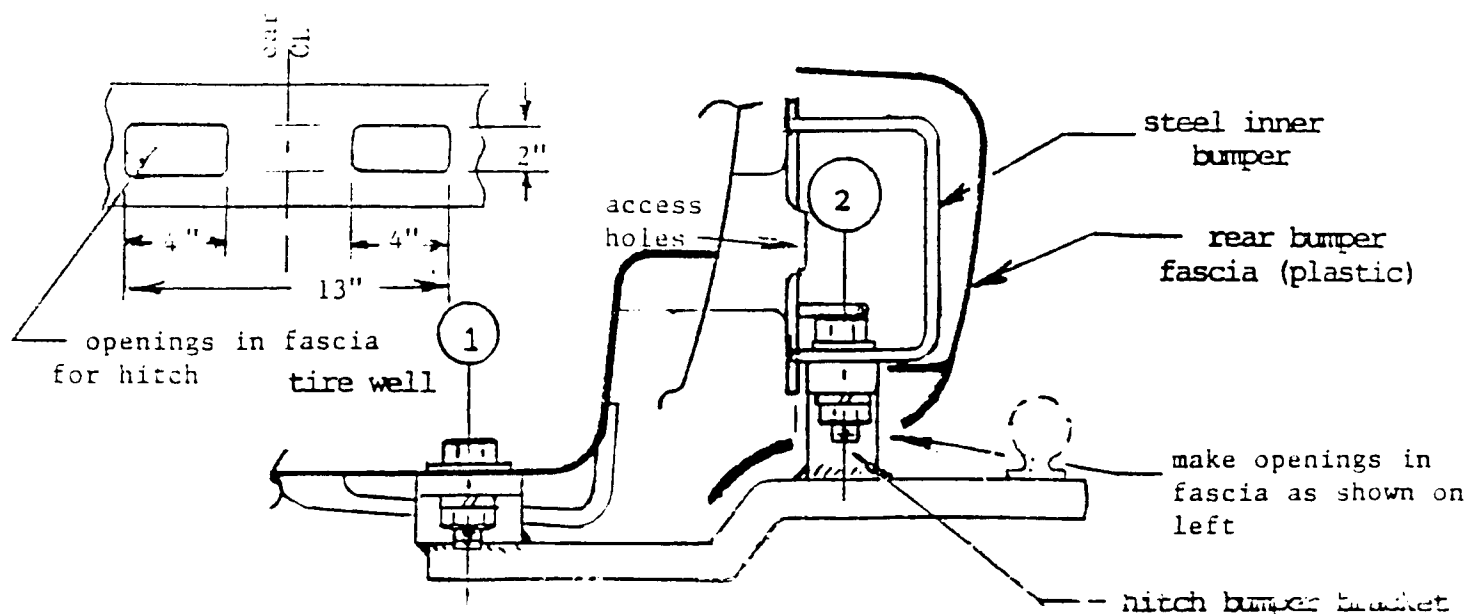 CL
2"
4"
4"
13"
openings in fascia
for hitch
tire well
1
access
holes
2
steel inner
bumper
rear bumper
fascia (plastic)
make openings in
fascia as shown on
left
hitch bumper bracket